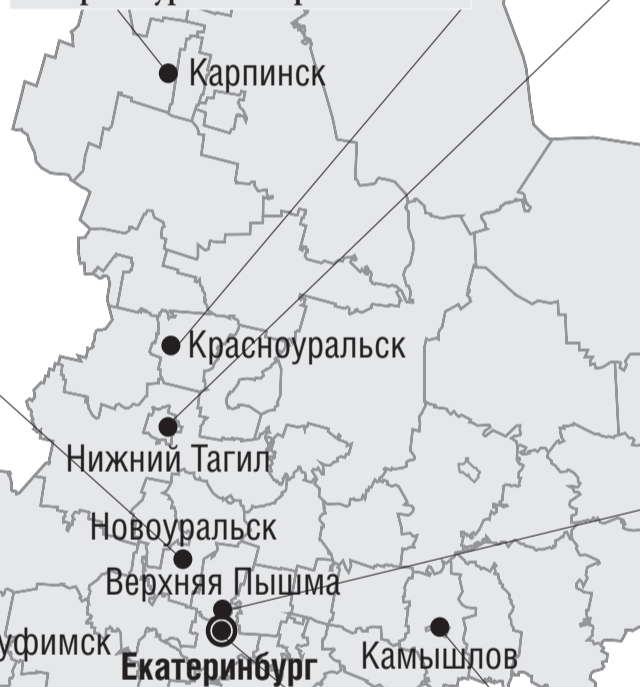 Карпинск
Красноуральск
Нижний Тагил
Новоуральск
Верхняя Пышма
уфимск
Екатеринбург
Камышлов